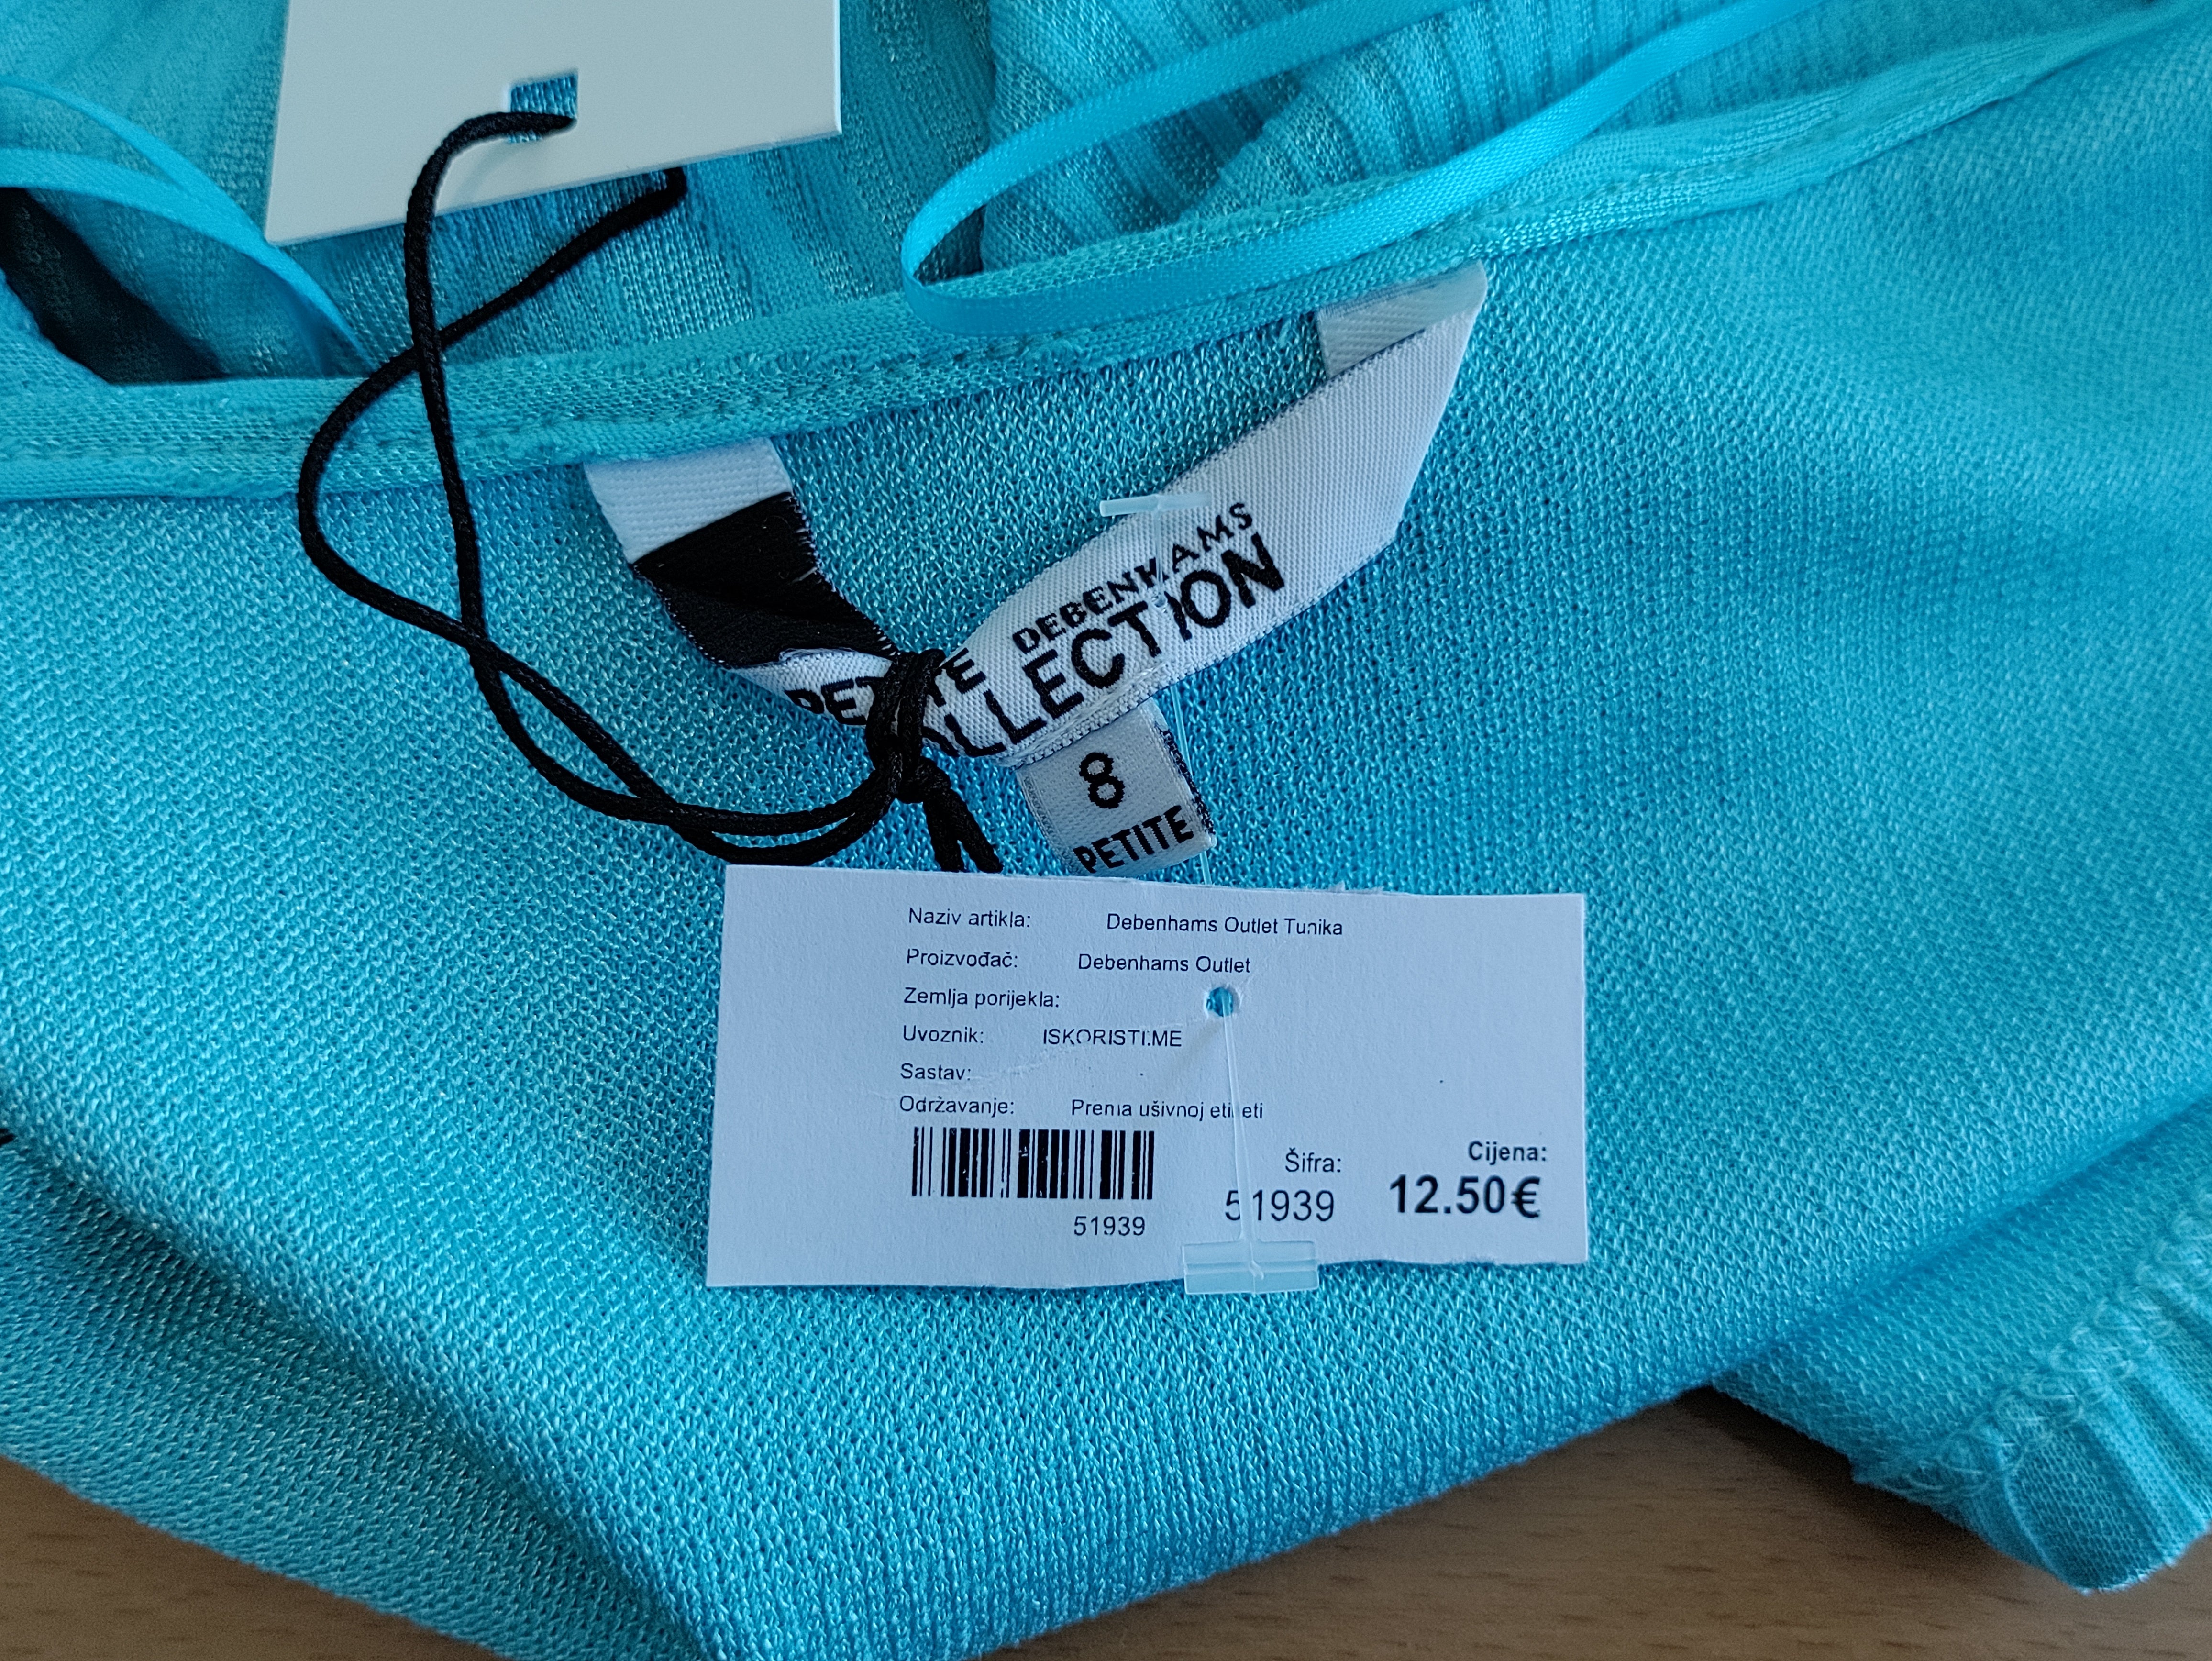 DEBENHAMS
PETITE COLLECTION
8
PETITE
Naziv artikla: Debenhams Outlet Tunika
Proizvođač: Debenhams Outlet
Zemlja porijekla:
Uvoznik: ISKORISTI.ME
Sastav:
Održavanje: Prema ušivnoj etiketi
51939
Šifra:
51939
Cijena:
12.50€